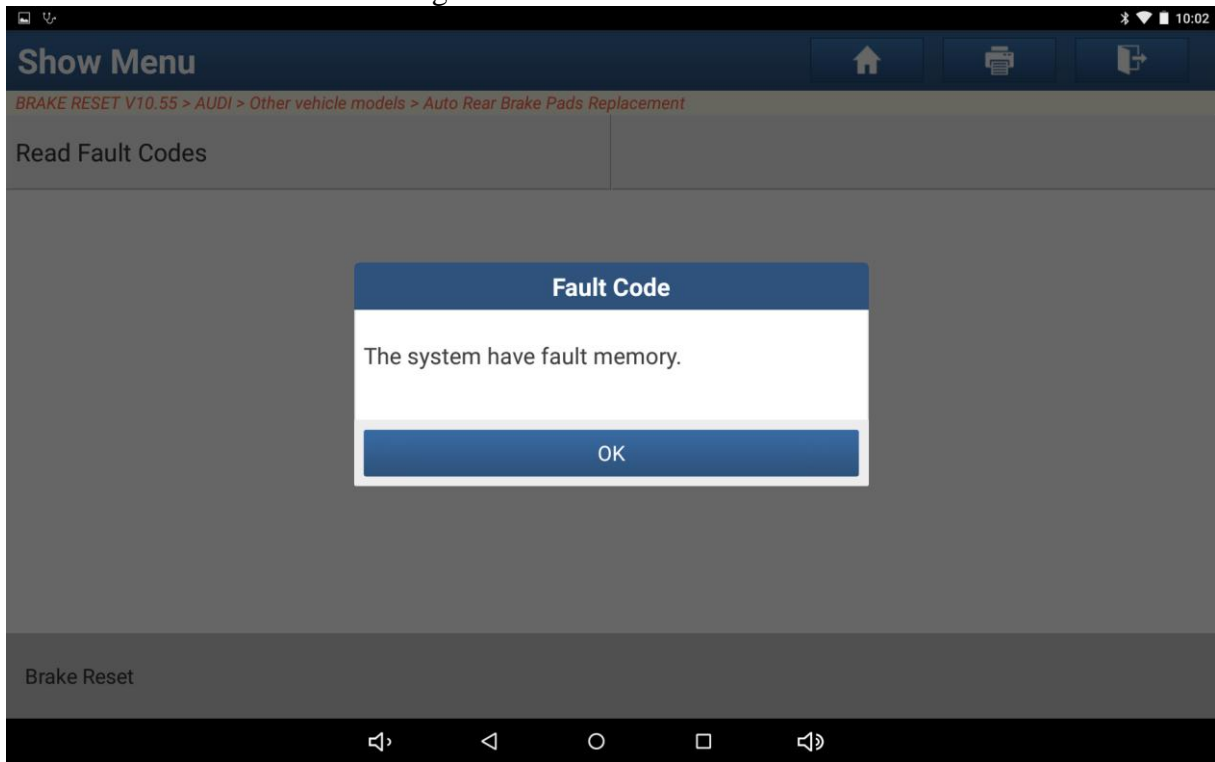 10:02
Show Menu
BRAKE RESET V10.55 > AUDI > Other vehicle models > Auto Rear Brake Pads Replacement
Read Fault Codes
Fault Code
The system have fault memory.
OK
Brake Reset